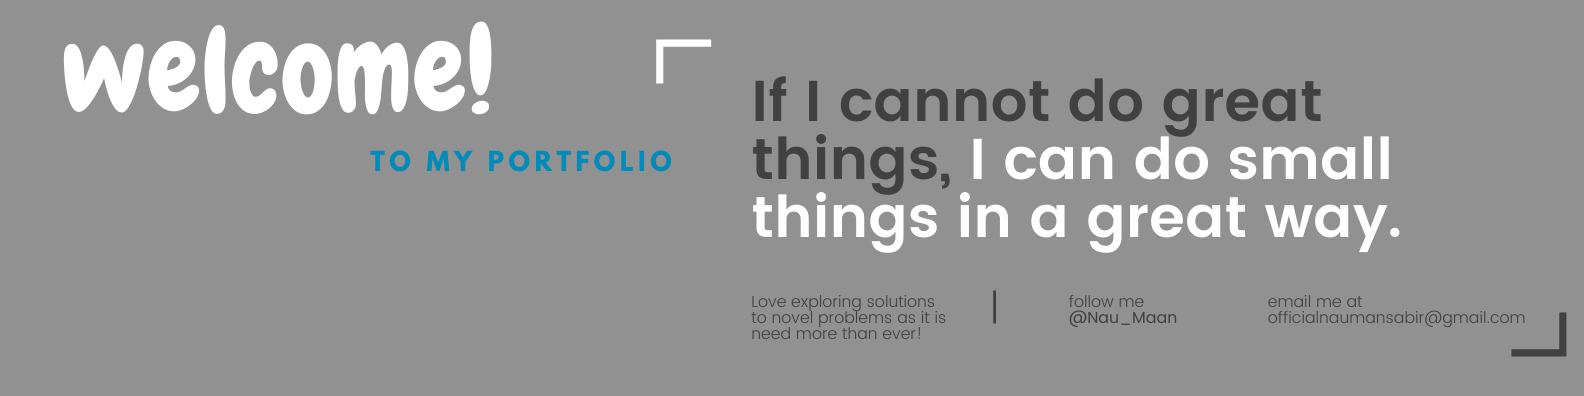 welcome!
TO MY PORTFOLIO
If I cannot do great
things, I can do small
things in a great way.
Love exploring solutions
to novel problems as it is
need more than ever!
follow me
@Nau_Maan
email me at
officialnaumansabir@gmail.com